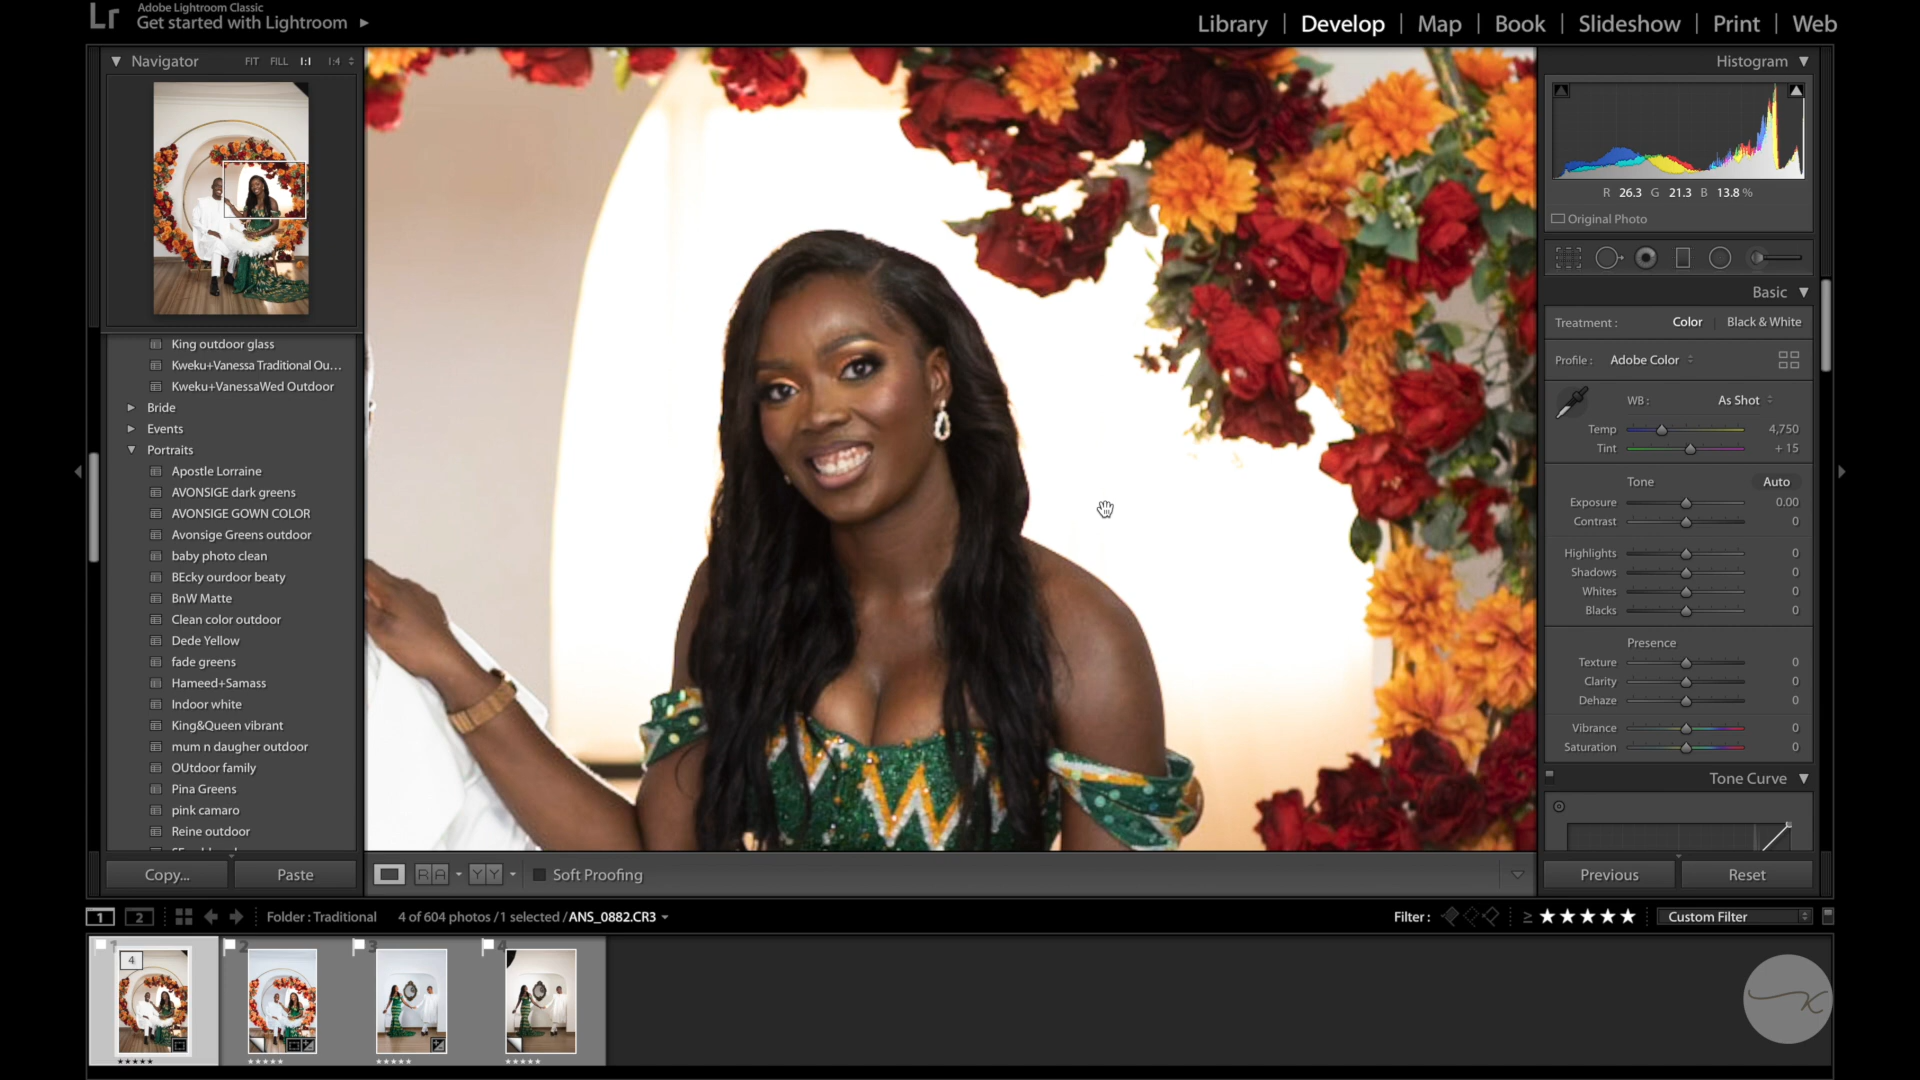 Lr
Adobe Lightroom Classic
Get started with Lightroom
Library | Develop | Map | Book | Slideshow | Print | Web
Navigator FIT FILL 1:1 1:4
King outdoor glass
Kweku+Vanessa Traditional Ou...
Kweku+VanessaWed Outdoor
Bride
Events
Portraits
Apostle Lorraine
AVONSIGE dark greens
AVONSIGE GOWN COLOR
Avonsige Greens outdoor
baby photo clean
BEcky ourdoor beaty
BnW Matte
Clean color outdoor
Dede Yellow
fade greens
Hameed+Samass
Indoor white
King&Queen vibrant
mum n daugher outdoor
OUtdoor family
Pina Greens
pink camaro
Reine outdoor
Copy... Paste
R A Y Y Soft Proofing
Histogram
R 26.3 G 21.3 B 13.8 %
Original Photo
Basic
Treatment : Color | Black & White
Profile : Adobe Color
WB : As Shot
Temp 4,750
Tint + 15
Tone Auto
Exposure 0.00
Contrast 0
Highlights 0
Shadows 0
Whites 0
Blacks 0
Presence
Texture 0
Clarity 0
Dehaze 0
Vibrance 0
Saturation 0
Tone Curve
Previous Reset
1 2 Folder : Traditional 4 of 604 photos /1 selected /ANS_0882.CR3 Filter : ≥ ★★★★★ Custom Filter
1 2 3 4
4
★★★★★ ★★★★★ ★★★★★ ★★★★★
K